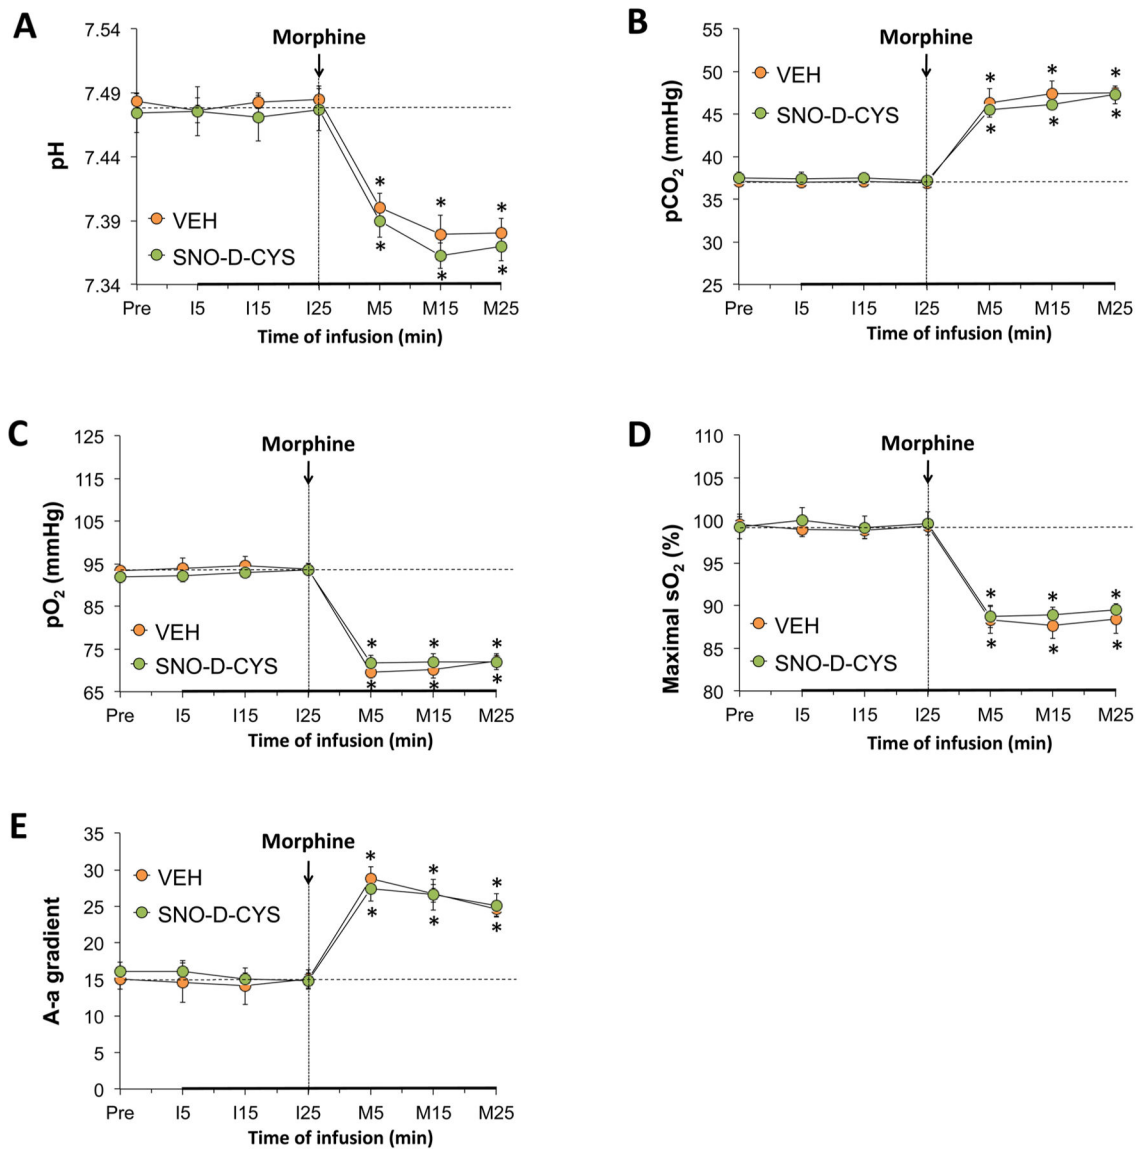 A
Morphine
7.54
7.49
7.44
7.39
7.34
pH
VEH
SNO-D-CYS
* * *
* * *
Pre I5 I15 I25 M5 M15 M25
Time of infusion (min)
B
Morphine
55
50
45
40
35
30
25
pCO₂ (mmHg)
VEH
SNO-D-CYS
* * *
* * *
Pre I5 I15 I25 M5 M15 M25
Time of infusion (min)
C
Morphine
125
115
105
95
85
75
65
pO₂ (mmHg)
VEH
SNO-D-CYS
* * *
* * *
Pre I5 I15 I25 M5 M15 M25
Time of infusion (min)
D
Morphine
110
105
100
95
90
85
80
Maximal sO₂ (%)
VEH
SNO-D-CYS
* * *
* * *
Pre I5 I15 I25 M5 M15 M25
Time of infusion (min)
E
Morphine
35
30
25
20
15
10
5
0
A-a gradient
VEH
SNO-D-CYS
* * *
* * *
Pre I5 I15 I25 M5 M15 M25
Time of infusion (min)